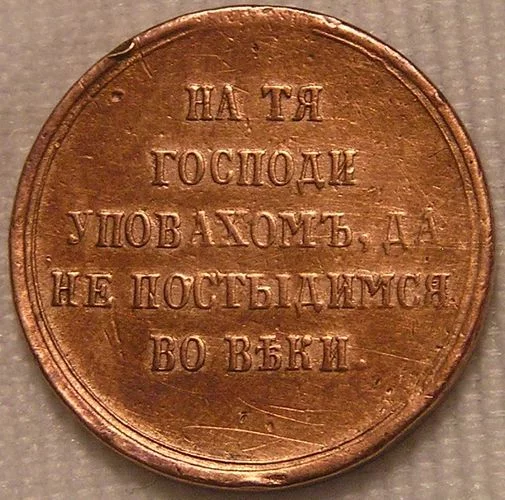 НА ТЯ
ГОСПОДИ
УПОВАХОМЪ, ДА
НЕ ПОСТЫДИМСЯ
ВО ВѢКИ